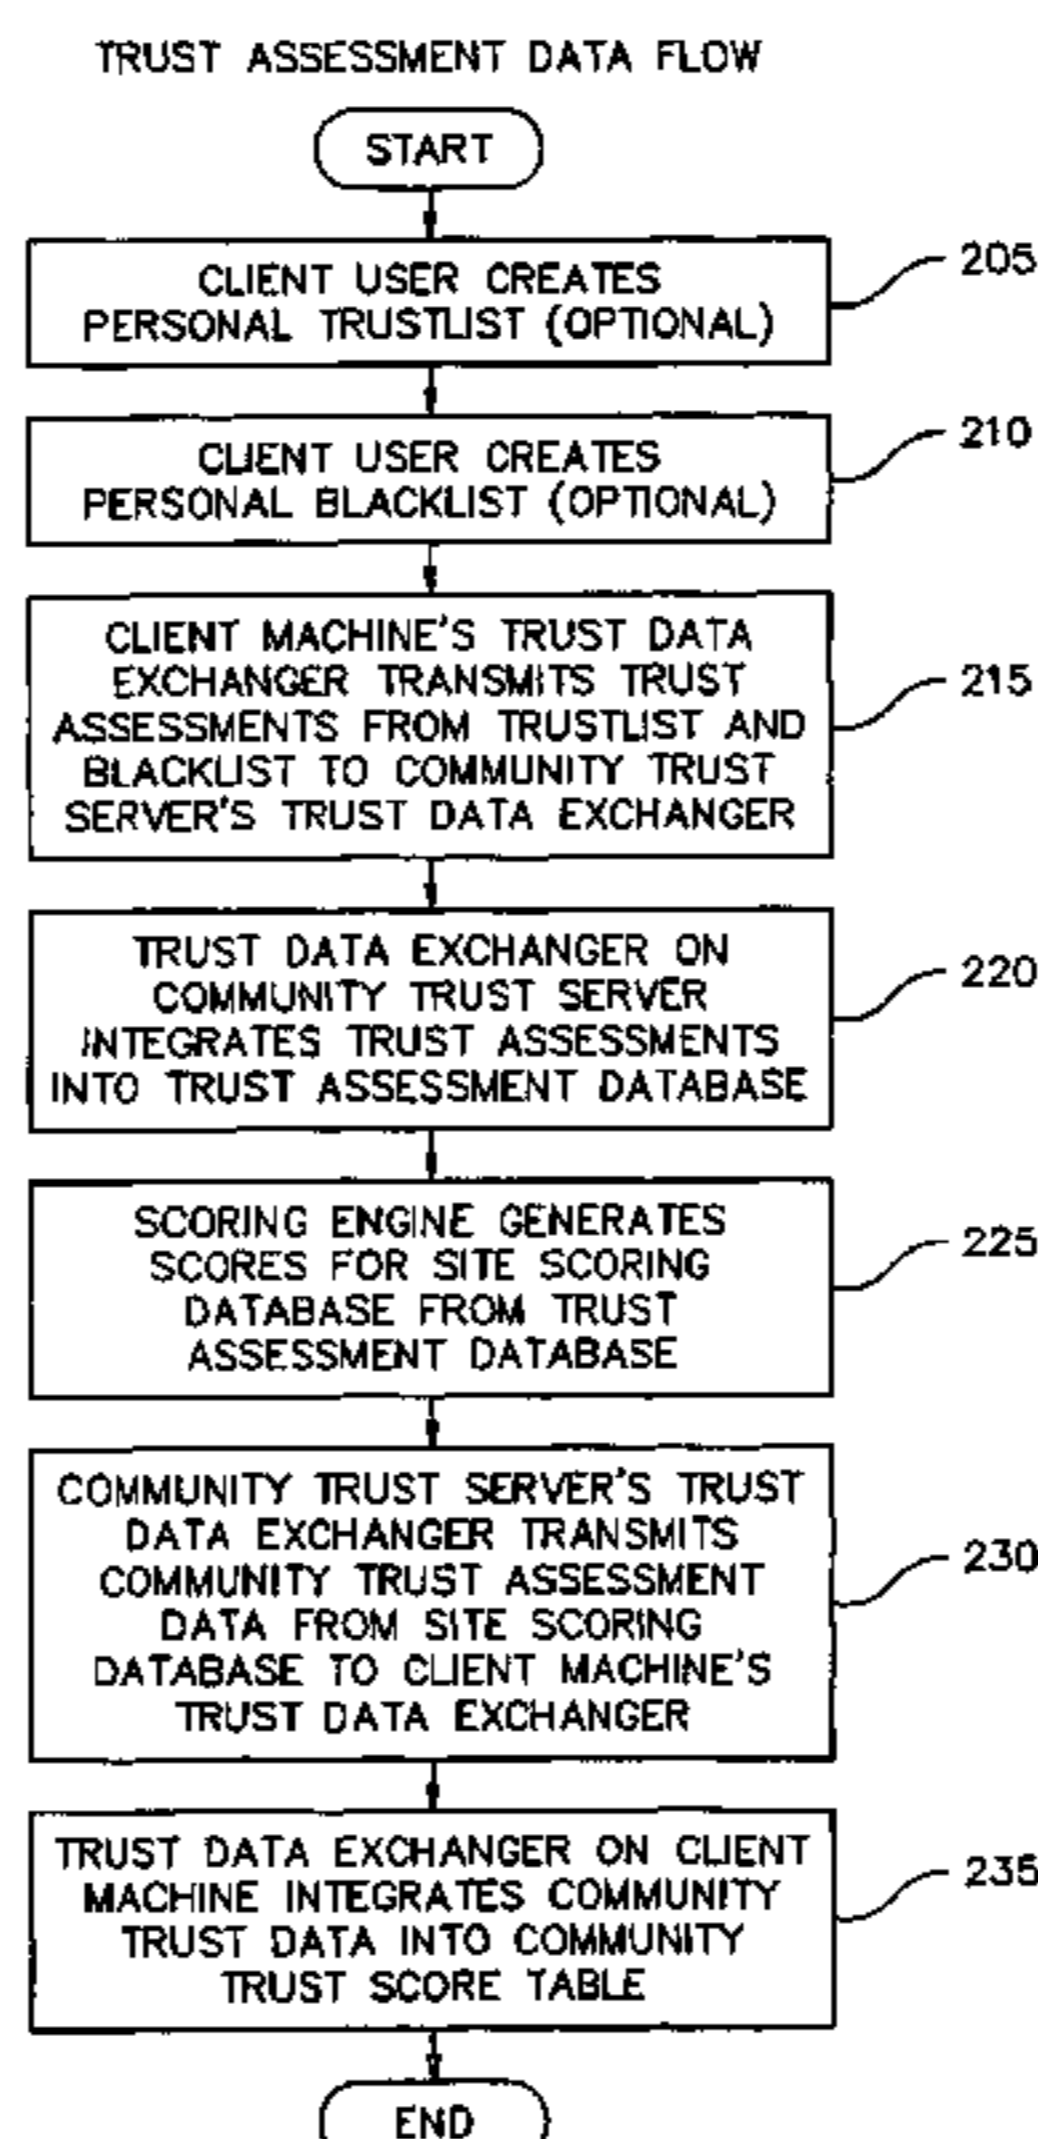 TRUST ASSESSMENT DATA FLOW
START
CLIENT USER CREATES
PERSONAL TRUSTLIST (OPTIONAL)
205
CLIENT USER CREATES
PERSONAL BLACKLIST (OPTIONAL)
210
CLIENT MACHINE'S TRUST DATA
EXCHANGER TRANSMITS TRUST
ASSESSMENTS FROM TRUSTLIST AND
BLACKLIST TO COMMUNITY TRUST
SERVER'S TRUST DATA EXCHANGER
215
TRUST DATA EXCHANGER ON
COMMUNITY TRUST SERVER
INTEGRATES TRUST ASSESSMENTS
INTO TRUST ASSESSMENT DATABASE
220
SCORING ENGINE GENERATES
SCORES FOR SITE SCORING
DATABASE FROM TRUST
ASSESSMENT DATABASE
225
COMMUNITY TRUST SERVER'S TRUST
DATA EXCHANGER TRANSMITS
COMMUNITY TRUST ASSESSMENT
DATA FROM SITE SCORING
DATABASE TO CLIENT MACHINE'S
TRUST DATA EXCHANGER
230
TRUST DATA EXCHANGER ON CLIENT
MACHINE INTEGRATES COMMUNITY
TRUST DATA INTO COMMUNITY
TRUST SCORE TABLE
235
END